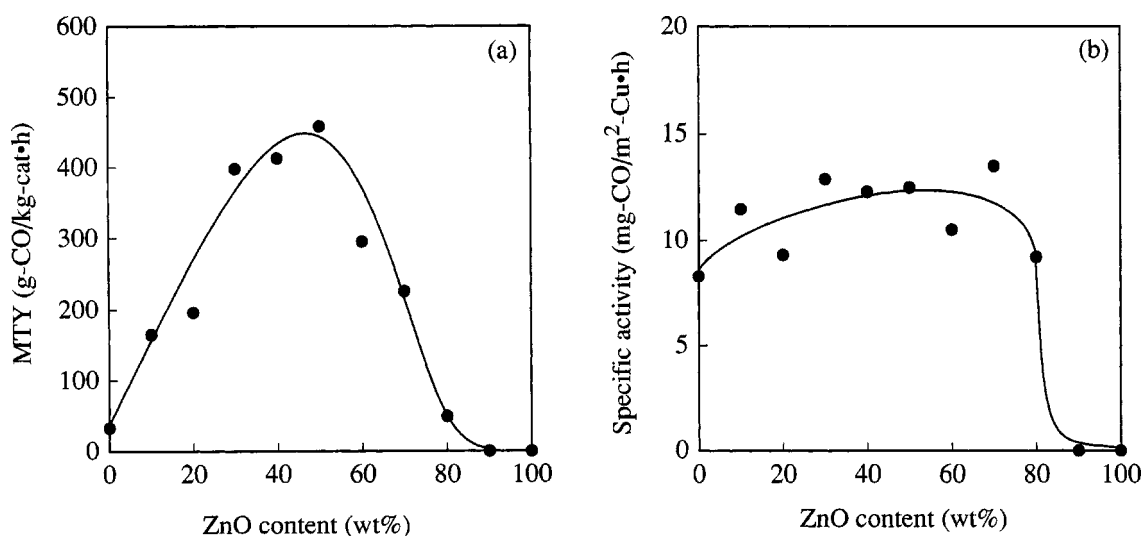 (a)
MTY (g-CO/kg-cat•h)
600
500
400
300
200
100
0
0 20 40 60 80 100
ZnO content (wt%)
(b)
Specific activity (mg-CO/m²-Cu•h)
20
15
10
5
0
0 20 40 60 80 100
ZnO content (wt%)